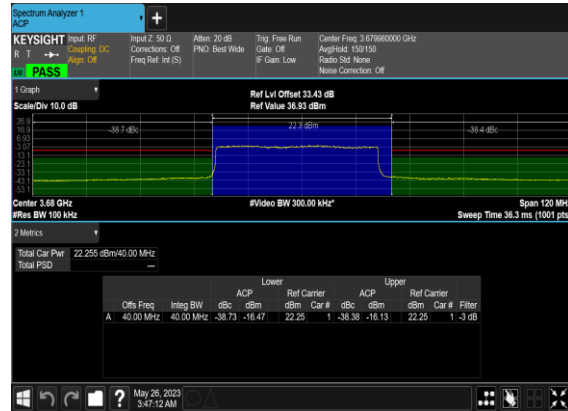 Spectrum Analyzer 1
ACP
KEYSIGHT Input: RF
R T Coupling: DC
Align: Off
LW PASS
Input Z: 50 Ω
Corrections: Off
Freq Ref: Int (S)
Atten: 20 dB
PNO: Best Wide
Trig: Free Run
Gate: Off
IF Gain: Low
Center Freq: 3.679980000 GHz
Avg|Hold: 150/150
Radio Std: None
Noise Correction: Off
1 Graph
Scale/Div 10.0 dB
Ref Lvl Offset 33.43 dB
Ref Value 36.93 dBm
26.9
16.9
6.93
-3.07
-13.1
-23.1
-33.1
-43.1
-53.1
-38.7 dBc
22.3 dBm
-38.4 dBc
Center 3.68 GHz
#Res BW 100 kHz
#Video BW 300.00 kHz*
Span 120 MH
Sweep Time 36.3 ms (1001 pts
2 Metrics
Total Car Pwr 22.255 dBm/40.00 MHz
Total PSD ---
Lower Upper
ACP Ref Carrier ACP Ref Carrier
Offs Freq Integ BW dBc dBm dBm Car # dBc dBm dBm Car # Filter
A 40.00 MHz 40.00 MHz -38.73 -16.47 22.25 1 -38.38 -16.13 22.25 1 -3 dB
?
May 26, 2023
3:47:12 AM